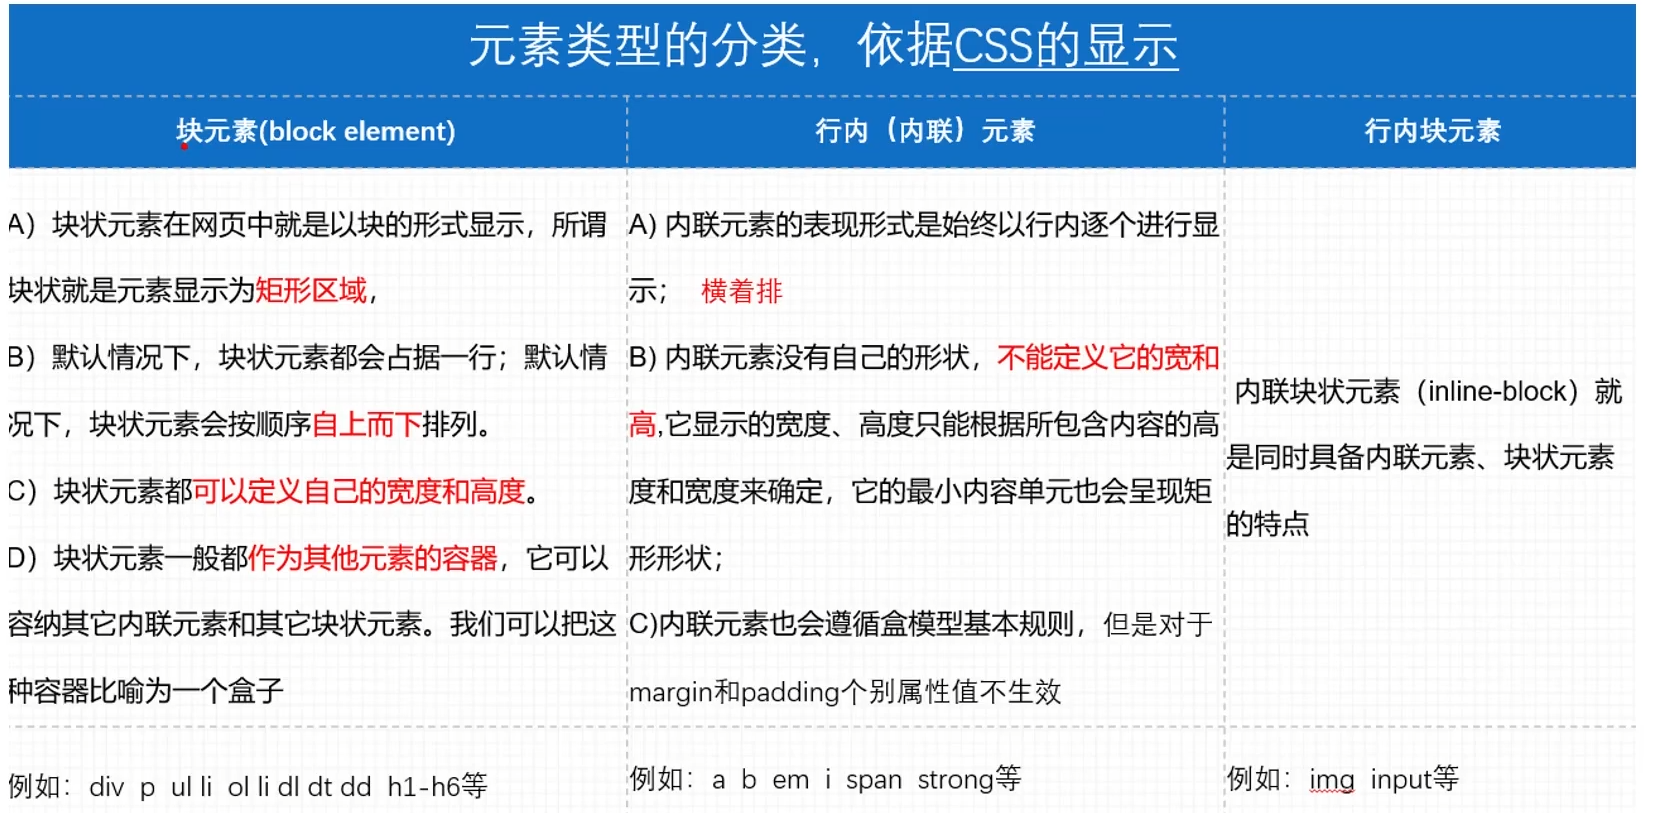 元素类型的分类，依据CSS的显示
块元素(block element)
行内（内联）元素
行内块元素
A）块状元素在网页中就是以块的形式显示，所谓
块状就是元素显示为矩形区域，
B）默认情况下，块状元素都会占据一行；默认情
况下，块状元素会按顺序自上而下排列。
C）块状元素都可以定义自己的宽度和高度。
D）块状元素一般都作为其他元素的容器，它可以
容纳其它内联元素和其它块状元素。我们可以把这
种容器比喻为一个盒子
A) 内联元素的表现形式是始终以行内逐个进行显
示； 横着排
B) 内联元素没有自己的形状，不能定义它的宽和
高,它显示的宽度、高度只能根据所包含内容的高
度和宽度来确定，它的最小内容单元也会呈现矩
形形状；
C)内联元素也会遵循盒模型基本规则，但是对于
margin和padding个别属性值不生效
内联块状元素（inline-block）就
是同时具备内联元素、块状元素
的特点
例如：div p ul li ol li dl dt dd h1-h6等
例如：a b em i span strong等
例如：img input等